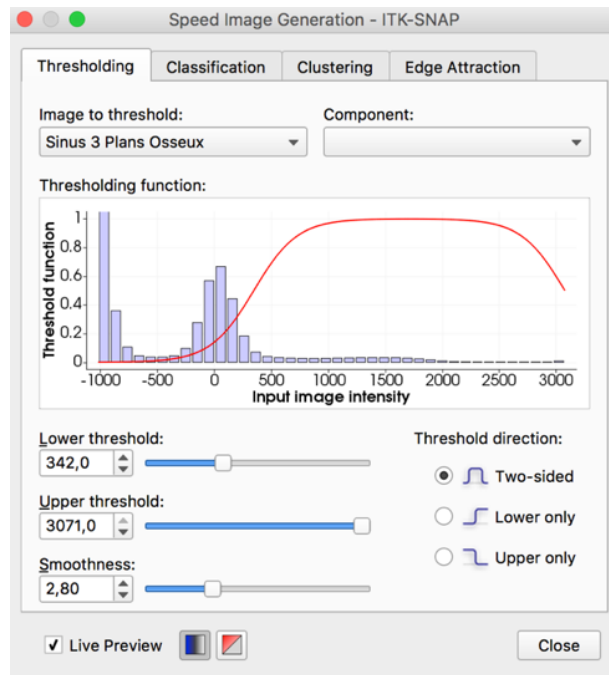 Speed Image Generation - ITK-SNAP
Thresholding Classification Clustering Edge Attraction
Image to threshold: Component:
Sinus 3 Plans Osseux
Thresholding function:
Threshold function
1
0.8
0.6
0.4
0.2
0
-1000 -500 0 500 1000 1500 2000 2500 3000
Input image intensity
Lower threshold: Threshold direction:
342,0
Two-sided
Upper threshold:
3071,0 Lower only
Smoothness: Upper only
2,80
Live Preview Close